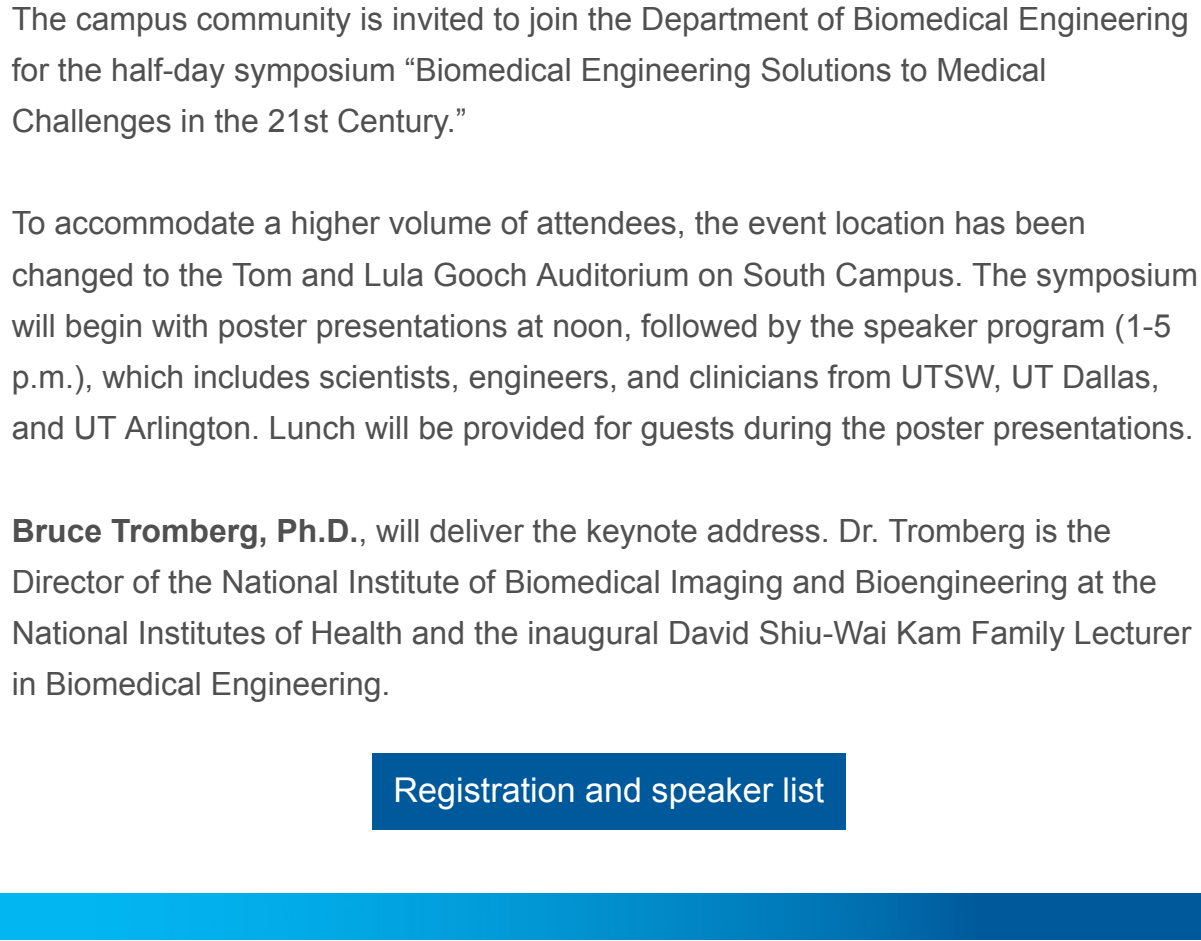 The campus community is invited to join the Department of Biomedical Engineering
for the half-day symposium “Biomedical Engineering Solutions to Medical
Challenges in the 21st Century.”
To accommodate a higher volume of attendees, the event location has been
changed to the Tom and Lula Gooch Auditorium on South Campus. The symposium
will begin with poster presentations at noon, followed by the speaker program (1-5
p.m.), which includes scientists, engineers, and clinicians from UTSW, UT Dallas,
and UT Arlington. Lunch will be provided for guests during the poster presentations.
Bruce Tromberg, Ph.D., will deliver the keynote address. Dr. Tromberg is the
Director of the National Institute of Biomedical Imaging and Bioengineering at the
National Institutes of Health and the inaugural David Shiu-Wai Kam Family Lecturer
in Biomedical Engineering.
Registration and speaker list